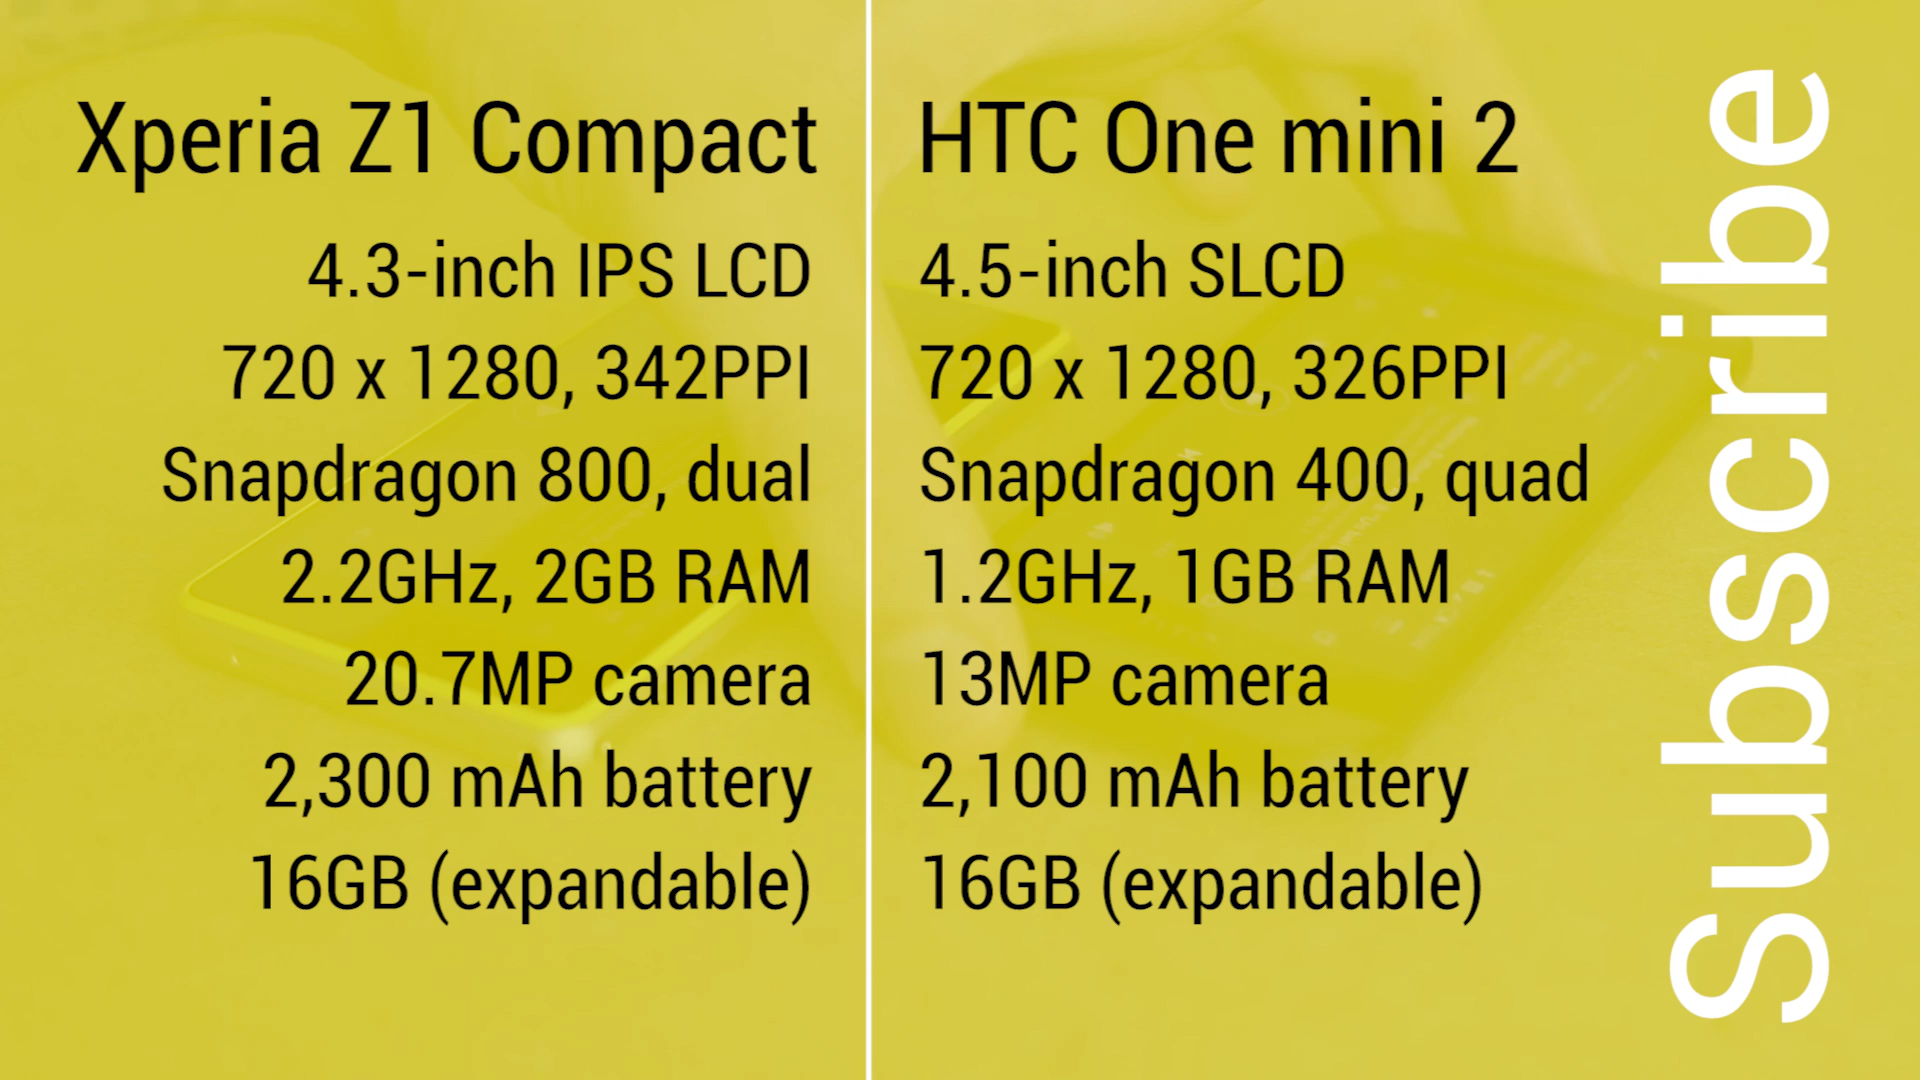 Xperia Z1 Compact
4.3-inch IPS LCD
720 x 1280, 342PPI
Snapdragon 800, dual
2.2GHz, 2GB RAM
20.7MP camera
2,300 mAh battery
16GB (expandable)
HTC One mini 2
4.5-inch SLCD
720 x 1280, 326PPI
Snapdragon 400, quad
1.2GHz, 1GB RAM
13MP camera
2,100 mAh battery
16GB (expandable)
Subscribe